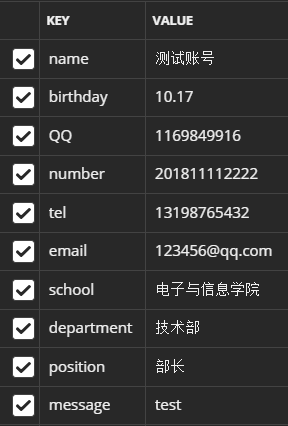 KEY VALUE
name 测试账号
birthday 10.17
QQ 1169849916
number 201811112222
tel 13198765432
email 123456@qq.com
school 电子与信息学院
department 技术部
position 部长
message test